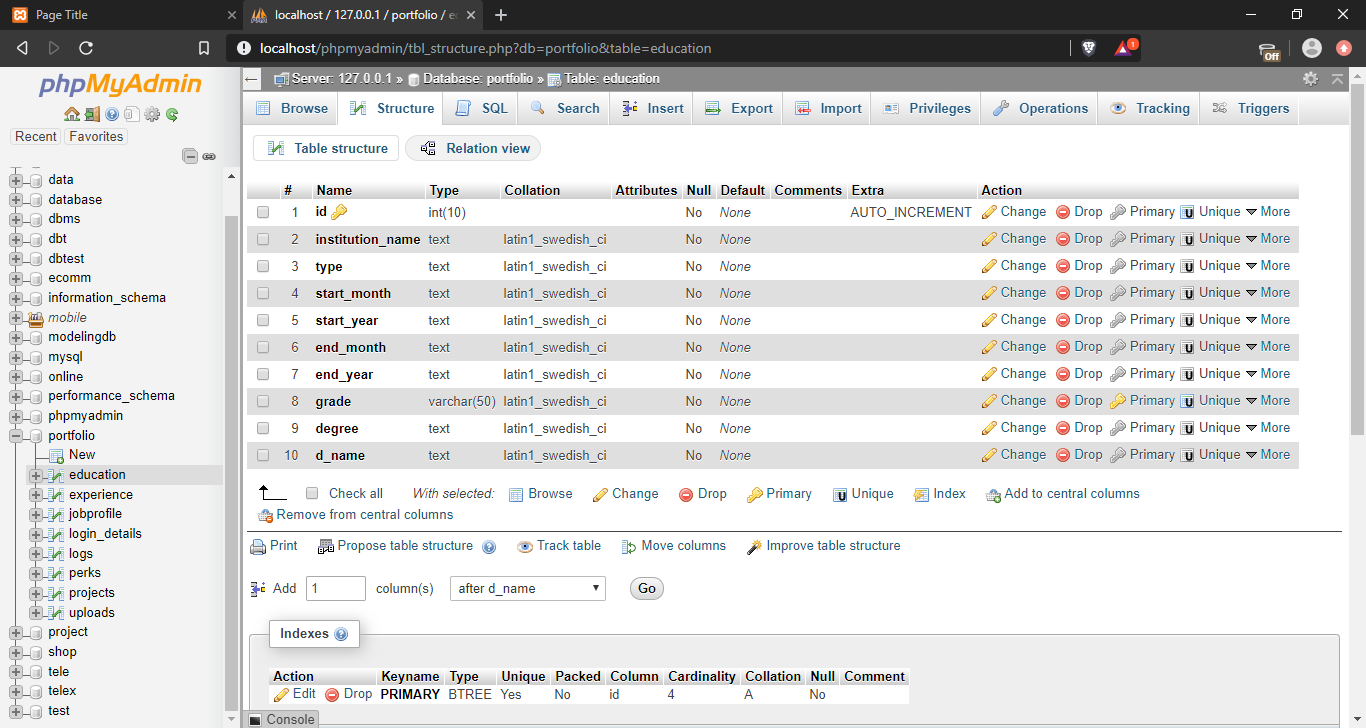 Page Title
localhost / 127.0.0.1 / portfolio / e
localhost/phpmyadmin/tbl_structure.php?db=portfolio&table=education
1
Off
phpMyAdmin
Recent Favorites
data
database
dbms
dbt
dbtest
ecomm
information_schema
mobile
modelingdb
mysql
online
performance_schema
phpmyadmin
portfolio
New
education
experience
jobprofile
login_details
logs
perks
projects
uploads
project
shop
tele
telex
test
Server: 127.0.0.1 » Database: portfolio » Table: education
Browse Structure SQL Search Insert Export Import Privileges Operations Tracking Triggers
Table structure Relation view
# Name Type Collation Attributes Null Default Comments Extra Action
1 id int(10) No None AUTO_INCREMENT Change Drop Primary Unique More
2 institution_name text latin1_swedish_ci No None Change Drop Primary Unique More
3 type text latin1_swedish_ci No None Change Drop Primary Unique More
4 start_month text latin1_swedish_ci No None Change Drop Primary Unique More
5 start_year text latin1_swedish_ci No None Change Drop Primary Unique More
6 end_month text latin1_swedish_ci No None Change Drop Primary Unique More
7 end_year text latin1_swedish_ci No None Change Drop Primary Unique More
8 grade varchar(50) latin1_swedish_ci No None Change Drop Primary Unique More
9 degree text latin1_swedish_ci No None Change Drop Primary Unique More
10 d_name text latin1_swedish_ci No None Change Drop Primary Unique More
Check all With selected: Browse Change Drop Primary Unique Index Add to central columns
Remove from central columns
Print Propose table structure Track table Move columns Improve table structure
Add 1 column(s) after d_name Go
Indexes
Action Keyname Type Unique Packed Column Cardinality Collation Null Comment
Edit Drop PRIMARY BTREE Yes No id 4 A No
Console